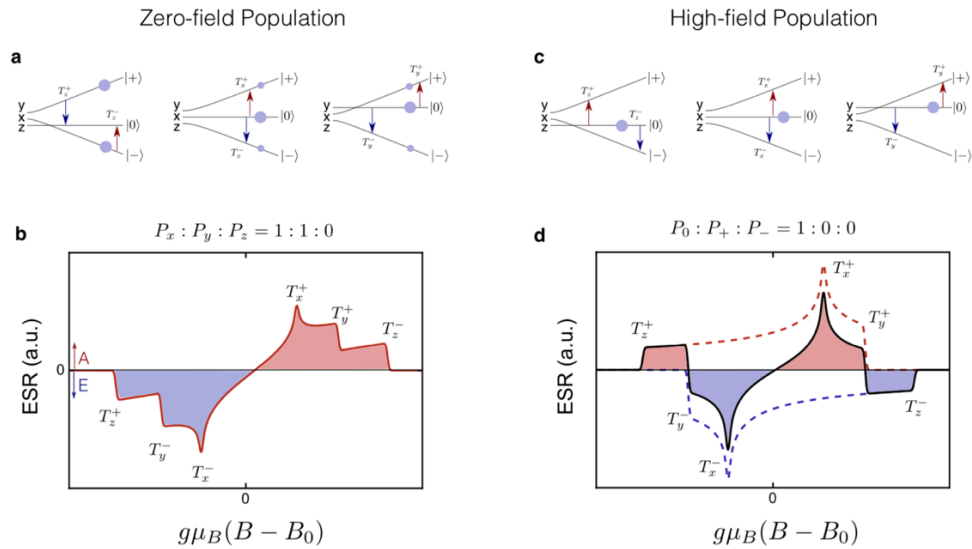 Zero-field Population
High-field Population
a
y
x
z
T_z^+
T_z^-
|+⟩
|0⟩
|−⟩
T_x^+
T_x^-
|+⟩
|0⟩
|−⟩
y
x
z
T_y^+
T_y^-
|+⟩
|0⟩
|−⟩
y
x
z
c
y
x
z
T_z^+
T_z^-
|+⟩
|0⟩
|−⟩
y
x
z
T_x^+
T_x^-
|+⟩
|0⟩
|−⟩
y
x
z
T_y^+
T_y^-
|+⟩
|0⟩
|−⟩
b
P_x : P_y : P_z = 1 : 1 : 0
ESR (a.u.)
0
A
E
T_z^+
T_y^-
T_x^-
T_x^+
T_y^+
T_z^-
0
gμ_B(B − B_0)
d
P_0 : P_+ : P_- = 1 : 0 : 0
ESR (a.u.)
T_z^+
T_y^-
T_x^-
T_x^+
T_y^+
T_z^-
0
gμ_B(B − B_0)